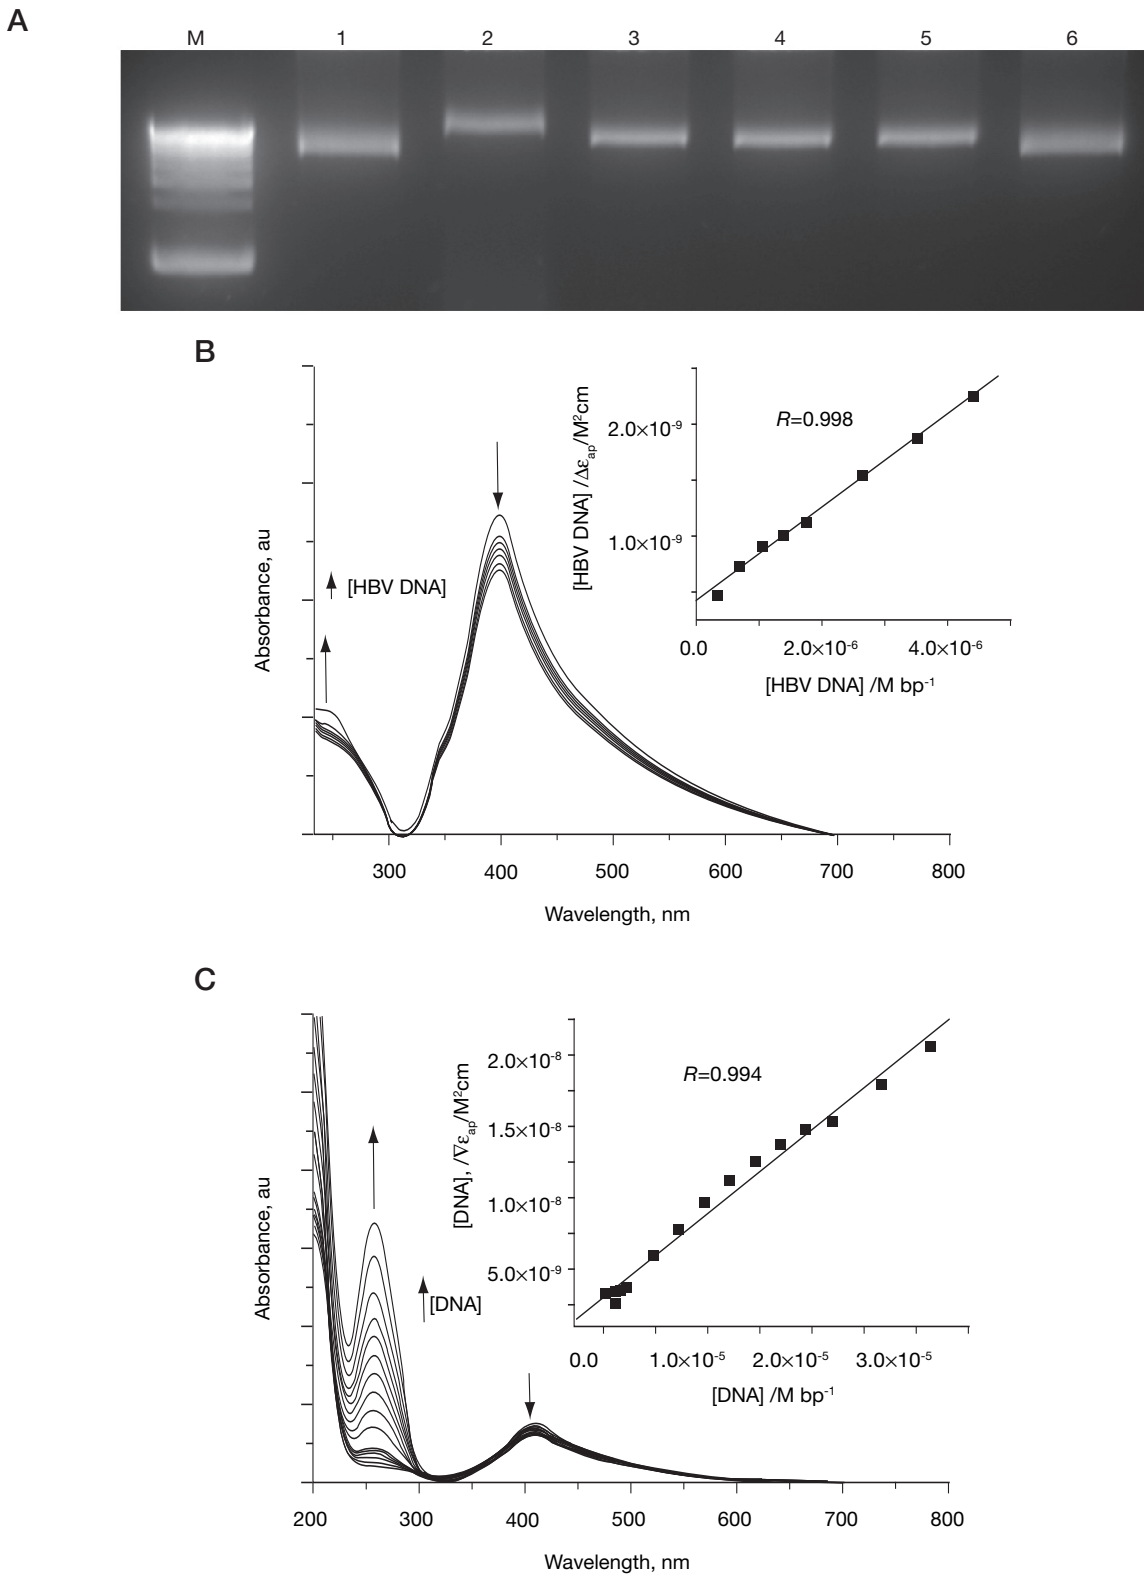 A
M 1 2 3 4 5 6
B
Absorbance, au
[HBV DNA]
300 400 500 600 700 800
Wavelength, nm
[HBV DNA] /Δε_ap/M²cm
R=0.998
2.0×10⁻⁹
1.0×10⁻⁹
0.0 2.0×10⁻⁶ 4.0×10⁻⁶
[HBV DNA] /M bp⁻¹
C
Absorbance, au
[DNA]
200 300 400 500 600 700 800
Wavelength, nm
[DNA], /∇ε_ap/M²cm
R=0.994
2.0×10⁻⁸
1.5×10⁻⁸
1.0×10⁻⁸
5.0×10⁻⁹
0.0 1.0×10⁻⁵ 2.0×10⁻⁵ 3.0×10⁻⁵
[DNA] /M bp⁻¹